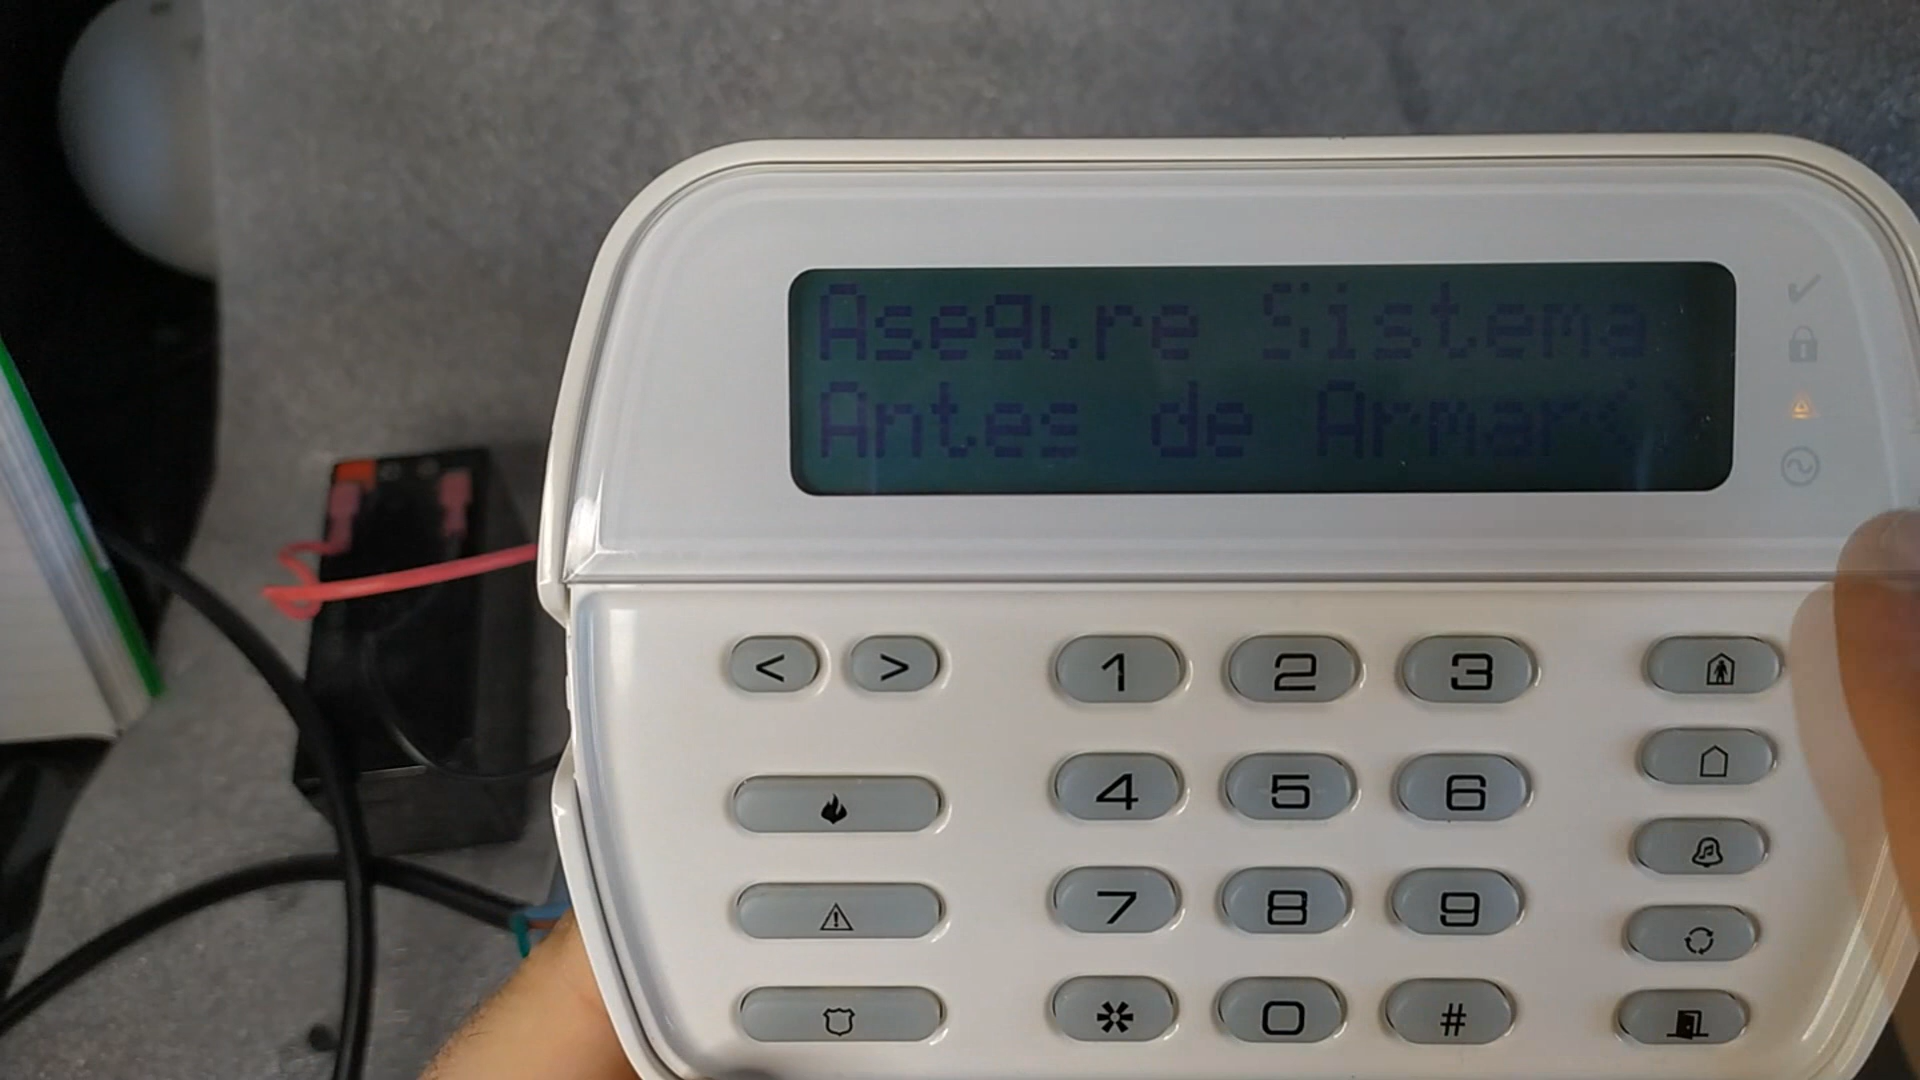 Asegure Sistema
Antes de Armar<>
< > 1 2 3
4 5 6
7 8 9
* 0 #